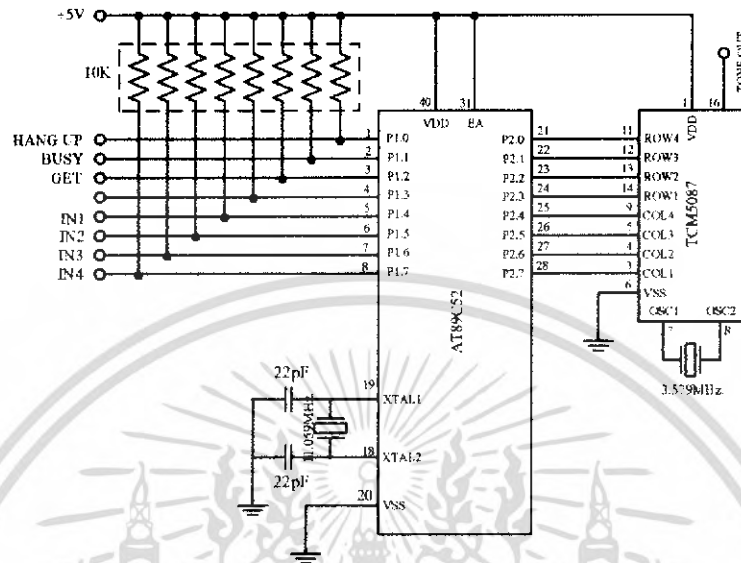 +5V
10K
HANG UP
BUSY
GET
IN1
IN2
IN3
IN4
1
2
3
4
5
6
7
8
P1.0
P1.1
P1.2
P1.3
P1.4
P1.5
P1.6
P1.7
40
VDD
31
EA
AT89C52
P2.0
P2.1
P2.2
P2.3
P2.4
P2.5
P2.6
P2.7
21
22
23
24
25
26
27
28
11
12
13
14
9
5
4
3
6
ROW4
ROW3
ROW2
ROW1
COL4
COL3
COL2
COL1
VSS
1
VDD
16
TONE OUT
TCM5087
OSC1
OSC2
7
8
3.579MHz
22pF
22pF
11.059MHz
19
XTAL1
18
XTAL2
20
VSS